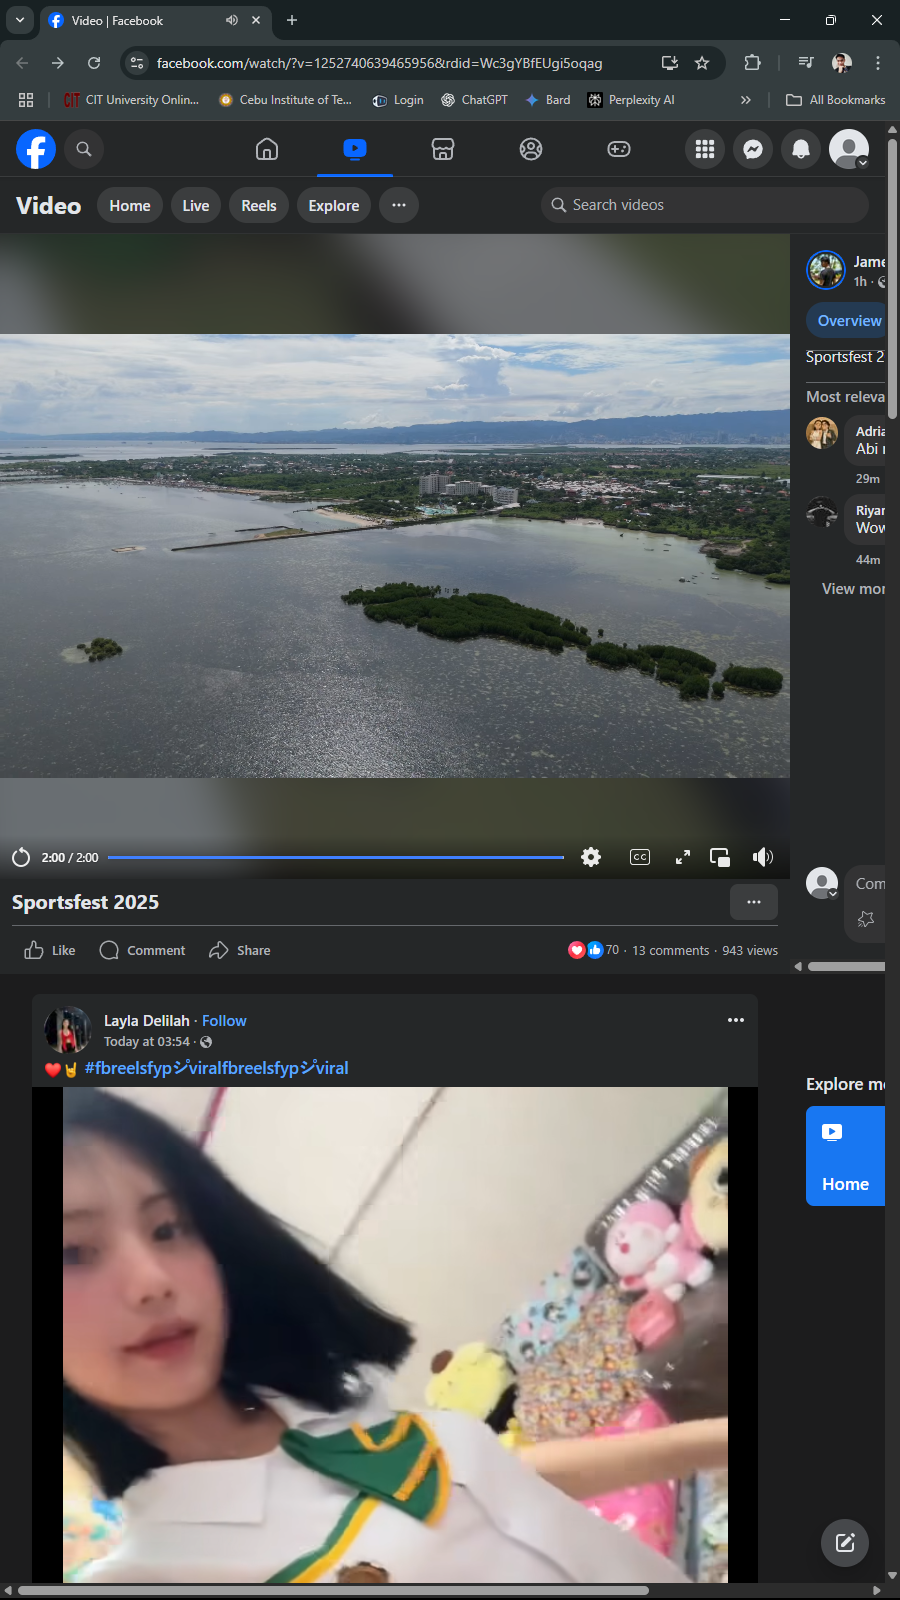 Video | Facebook
facebook.com/watch/?v=1252740639465956&rdid=Wc3gYBfEUgi5oqag
CIT University Onlin...
Cebu Institute of Te...
Login
ChatGPT
Bard
Perplexity AI
All Bookmarks
Video
Home
Live
Reels
Explore
Search videos
Jame
1h ·
Overview
Sportsfest 2
Most releva
Adria
Abi
29m
Riyar
Wow
44m
View mor
2:00 / 2:00
CC
Com
Sportsfest 2025
Like
Comment
Share
70 · 13 comments · 943 views
Layla Delilah · Follow
Today at 03:54 ·
❤️🤘 #fbreelsfypシviralfbreelsfypシviral
Explore mo
Home